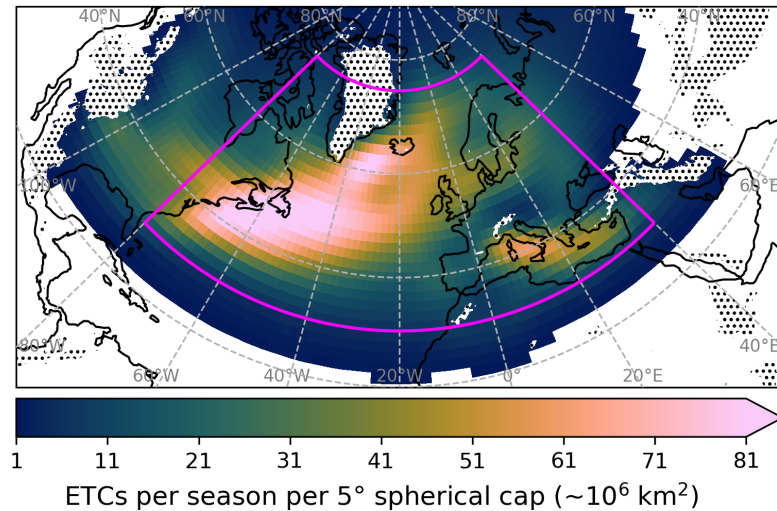 40°N 60°N 80°N 80°N 60°N 40°N
100°W 60°E
80°W 60°W 40°W 20°W 0° 20°E 40°E
1 11 21 31 41 51 61 71 81
ETCs per season per 5° spherical cap (~10⁶ km²)